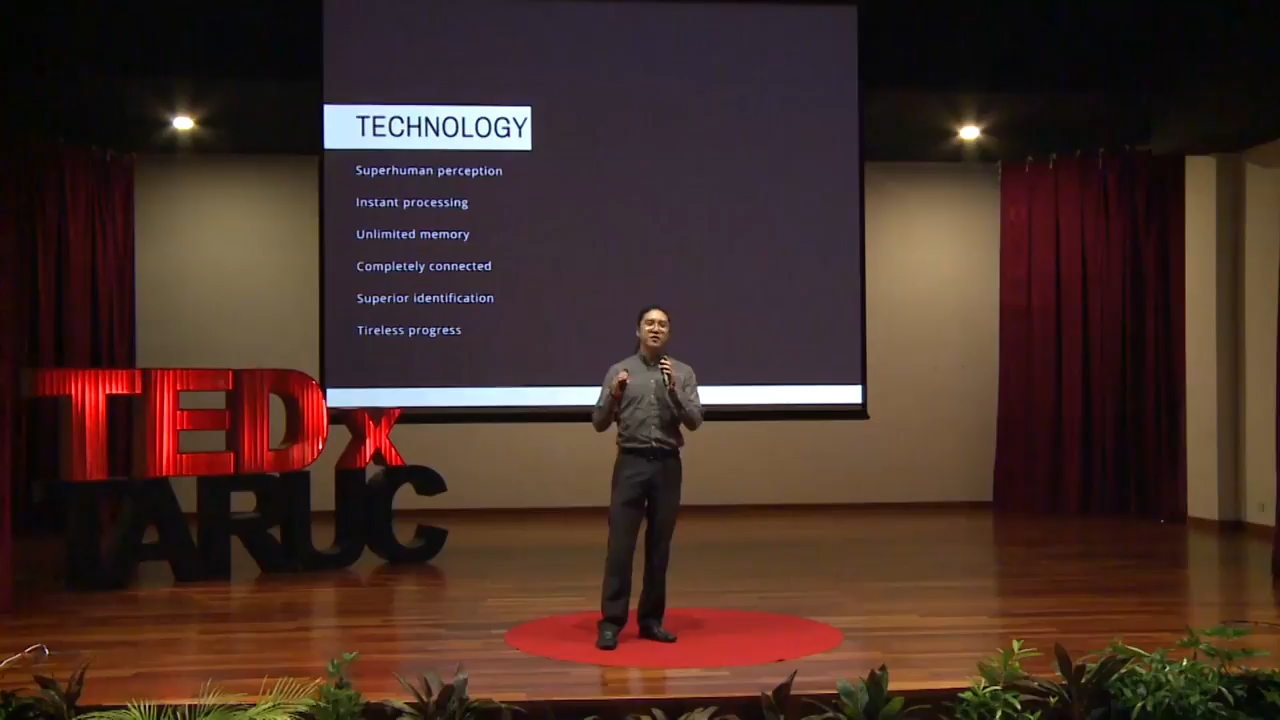 TECHNOLOGY
Superhuman perception
Instant processing
Unlimited memory
Completely connected
Superior identification
Tireless progress
TEDx
TARUC